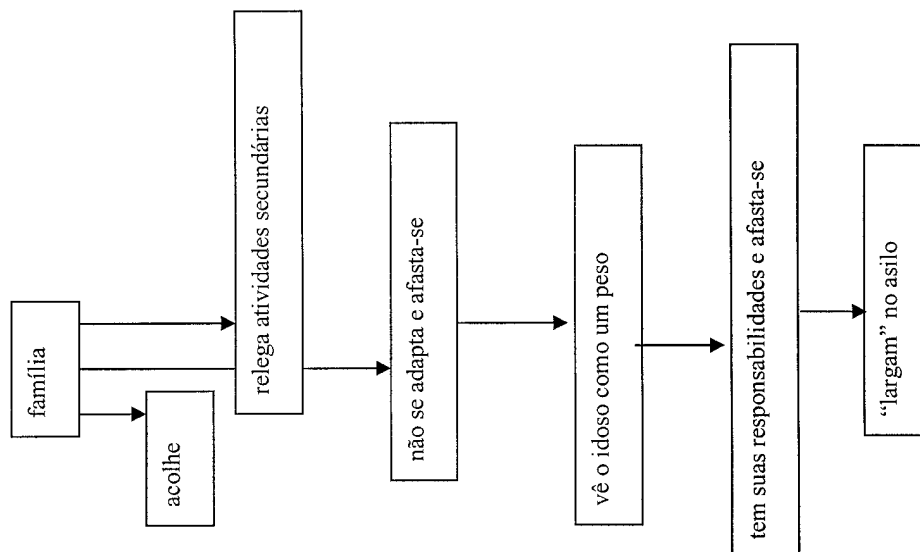 família
acolhe
relega atividades secundárias
não se adapta e afasta-se
vê o idoso como um peso
tem suas responsabilidades e afasta-se
“largam” no asilo